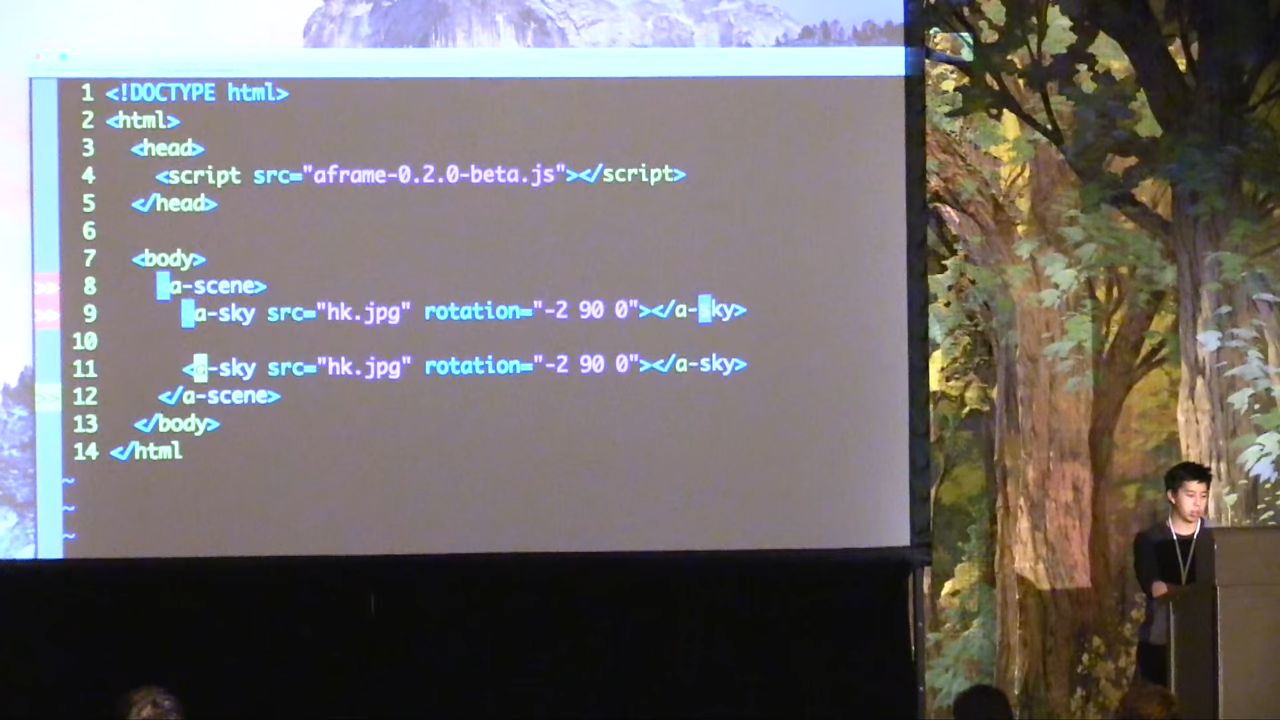 1 <!DOCTYPE html>
2 <html>
3 <head>
4 <script src="aframe-0.2.0-beta.js"></script>
5 </head>
6
7 <body>
8 <a-scene>
9 <a-sky src="hk.jpg" rotation="-2 90 0"></a-sky>
10
11 <a-sky src="hk.jpg" rotation="-2 90 0"></a-sky>
12 </a-scene>
13 </body>
14 </html
~
~
~